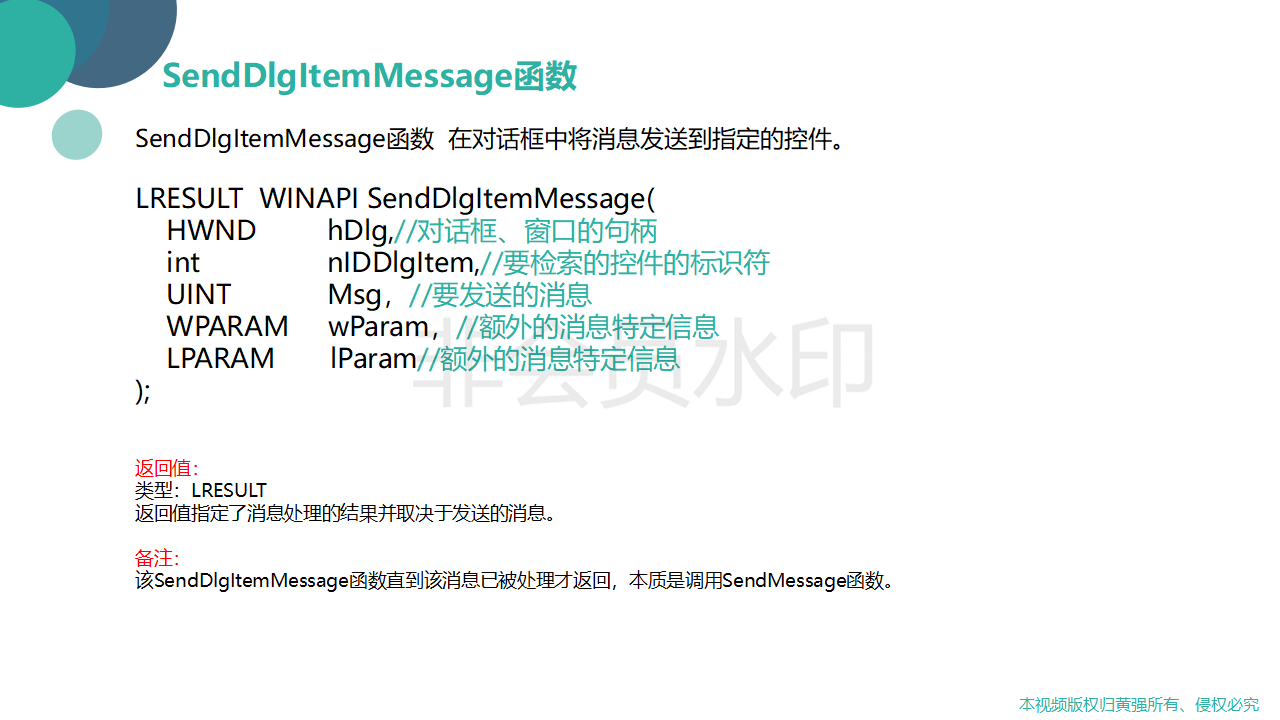 SendDlgItemMessage函数
SendDlgItemMessage函数  在对话框中将消息发送到指定的控件。
LRESULT  WINAPI SendDlgItemMessage(
HWND hDlg,//对话框、窗口的句柄
int nIDDlgItem,//要检索的控件的标识符
UINT Msg，//要发送的消息
WPARAM wParam，//额外的消息特定信息
LPARAM lParam//额外的消息特定信息
非会员水印
);
返回值：
类型：LRESULT
返回值指定了消息处理的结果并取决于发送的消息。
备注：
该SendDlgItemMessage函数直到该消息已被处理才返回，本质是调用SendMessage函数。
本视频版权归黄强所有、侵权必究